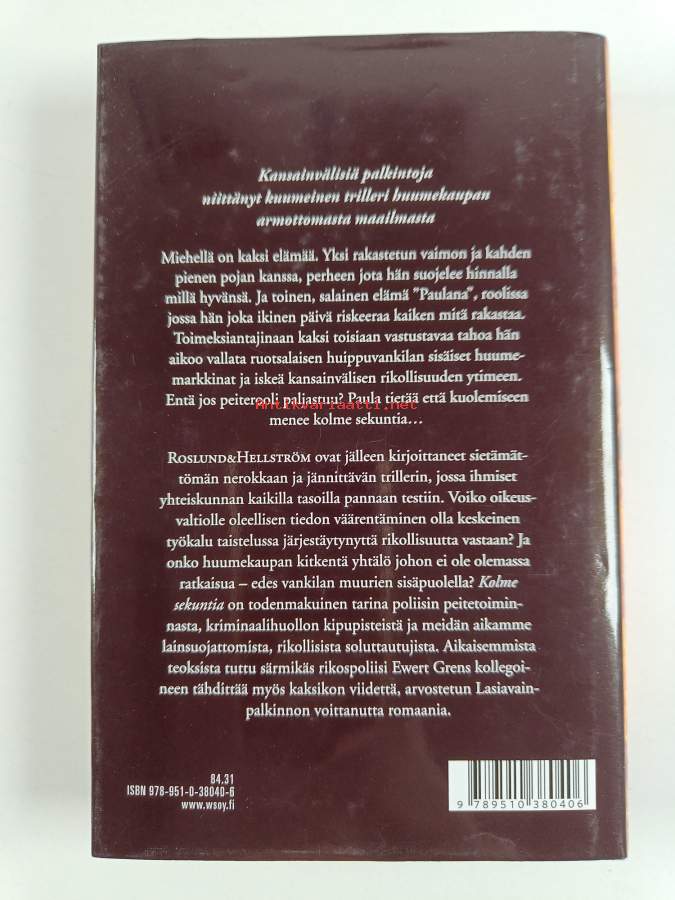 Kansainvälisiä palkintoja
niittänyt kuumeinen trilleri huumekaupan
armottomasta maailmasta
Miehellä on kaksi elämää. Yksi rakastetun vaimon ja kahden
pienen pojan kanssa, perheen jota hän suojelee hinnalla
millä hyvänsä. Ja toinen, salainen elämä ”Paulana”, roolissa
jossa hän joka ikinen päivä riskeeraa kaiken mitä rakastaa.
Toimeksiantajinaan kaksi toisiaan vastustavaa tahoa hän
aikoo vallata ruotsalaisen huippuvankilan sisäiset huume-
markkinat ja iskeä kansainvälisen rikollisuuden ytimeen.
Entä jos peiterooli paljastuu? Paula tietää että kuolemiseen
menee kolme sekuntia…
Antikvariaatti.net
ROSLUND&HELLSTRÖM ovat jälleen kirjoittaneet sietämät-
tömän nerokkaan ja jännittävän trillerin, jossa ihmiset
yhteiskunnan kaikilla tasoilla pannaan testiin. Voiko oikeus-
valtiolle oleellisen tiedon väärentäminen olla keskeinen
työkalu taistelussa järjestäytynyttä rikollisuutta vastaan? Ja
onko huumekaupan kitkentä yhtälö johon ei ole olemassa
ratkaisua – edes vankilan muurien sisäpuolella? Kolme
sekuntia on todenmakuinen tarina poliisin peitetoimin-
nasta, kriminaalihuollon kipupisteistä ja meidän aikamme
lainsuojattomista, rikollisista soluttautujista. Aikaisemmista
teoksista tuttu särmikäs rikospoliisi Ewert Grens kollegoi-
neen tähdittää myös kaksikon viidettä, arvostetun Lasiavain-
palkinnon voittanutta romaania.
84.31
ISBN 978-951-0-38040-6
www.wsoy.fi
9 789510 380406